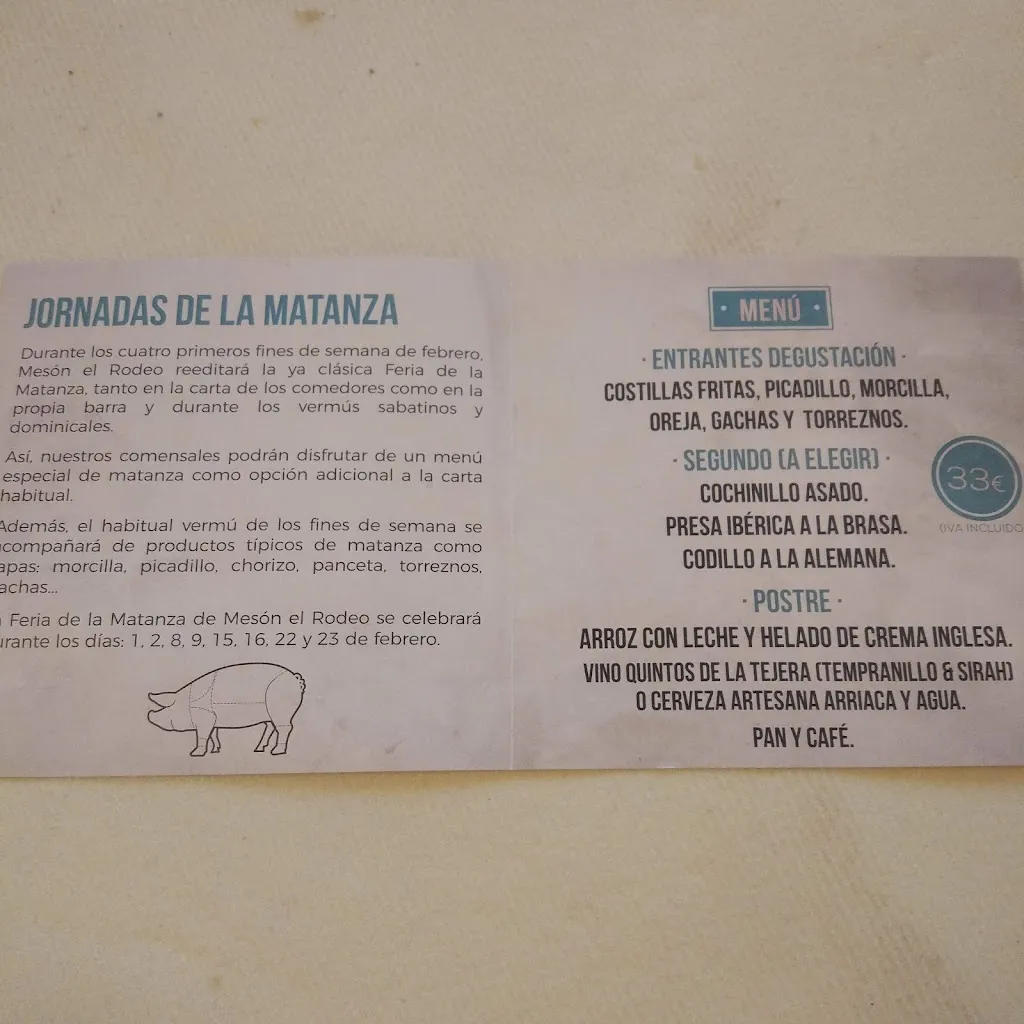 JORNADAS DE LA MATANZA
Durante los cuatro primeros fines de semana de febrero,
Mesón el Rodeo reeditará la ya clásica Feria de la
Matanza, tanto en la carta de los comedores como en la
propia barra y durante los vermús sabatinos y
dominicales.
Así, nuestros comensales podrán disfrutar de un menú
especial de matanza como opción adicional a la carta
habitual.
Además, el habitual vermú de los fines de semana se
acompañará de productos típicos de matanza como
apas: morcilla, picadillo, chorizo, panceta, torreznos,
achas...
Feria de la Matanza de Mesón el Rodeo se celebrará
urante los días: 1, 2, 8, 9, 15, 16, 22 y 23 de febrero.
· MENÚ ·
· ENTRANTES DEGUSTACIÓN ·
COSTILLAS FRITAS, PICADILLO, MORCILLA,
OREJA, GACHAS Y TORREZNOS.
· SEGUNDO (A ELEGIR) ·
COCHINILLO ASADO.
PRESA IBÉRICA A LA BRASA.
CODILLO A LA ALEMANA.
33€
(IVA INCLUIDO
· POSTRE ·
ARROZ CON LECHE Y HELADO DE CREMA INGLESA.
VINO QUINTOS DE LA TEJERA (TEMPRANILLO & SIRAH)
O CERVEZA ARTESANA ARRIACA Y AGUA.
PAN Y CAFÉ.